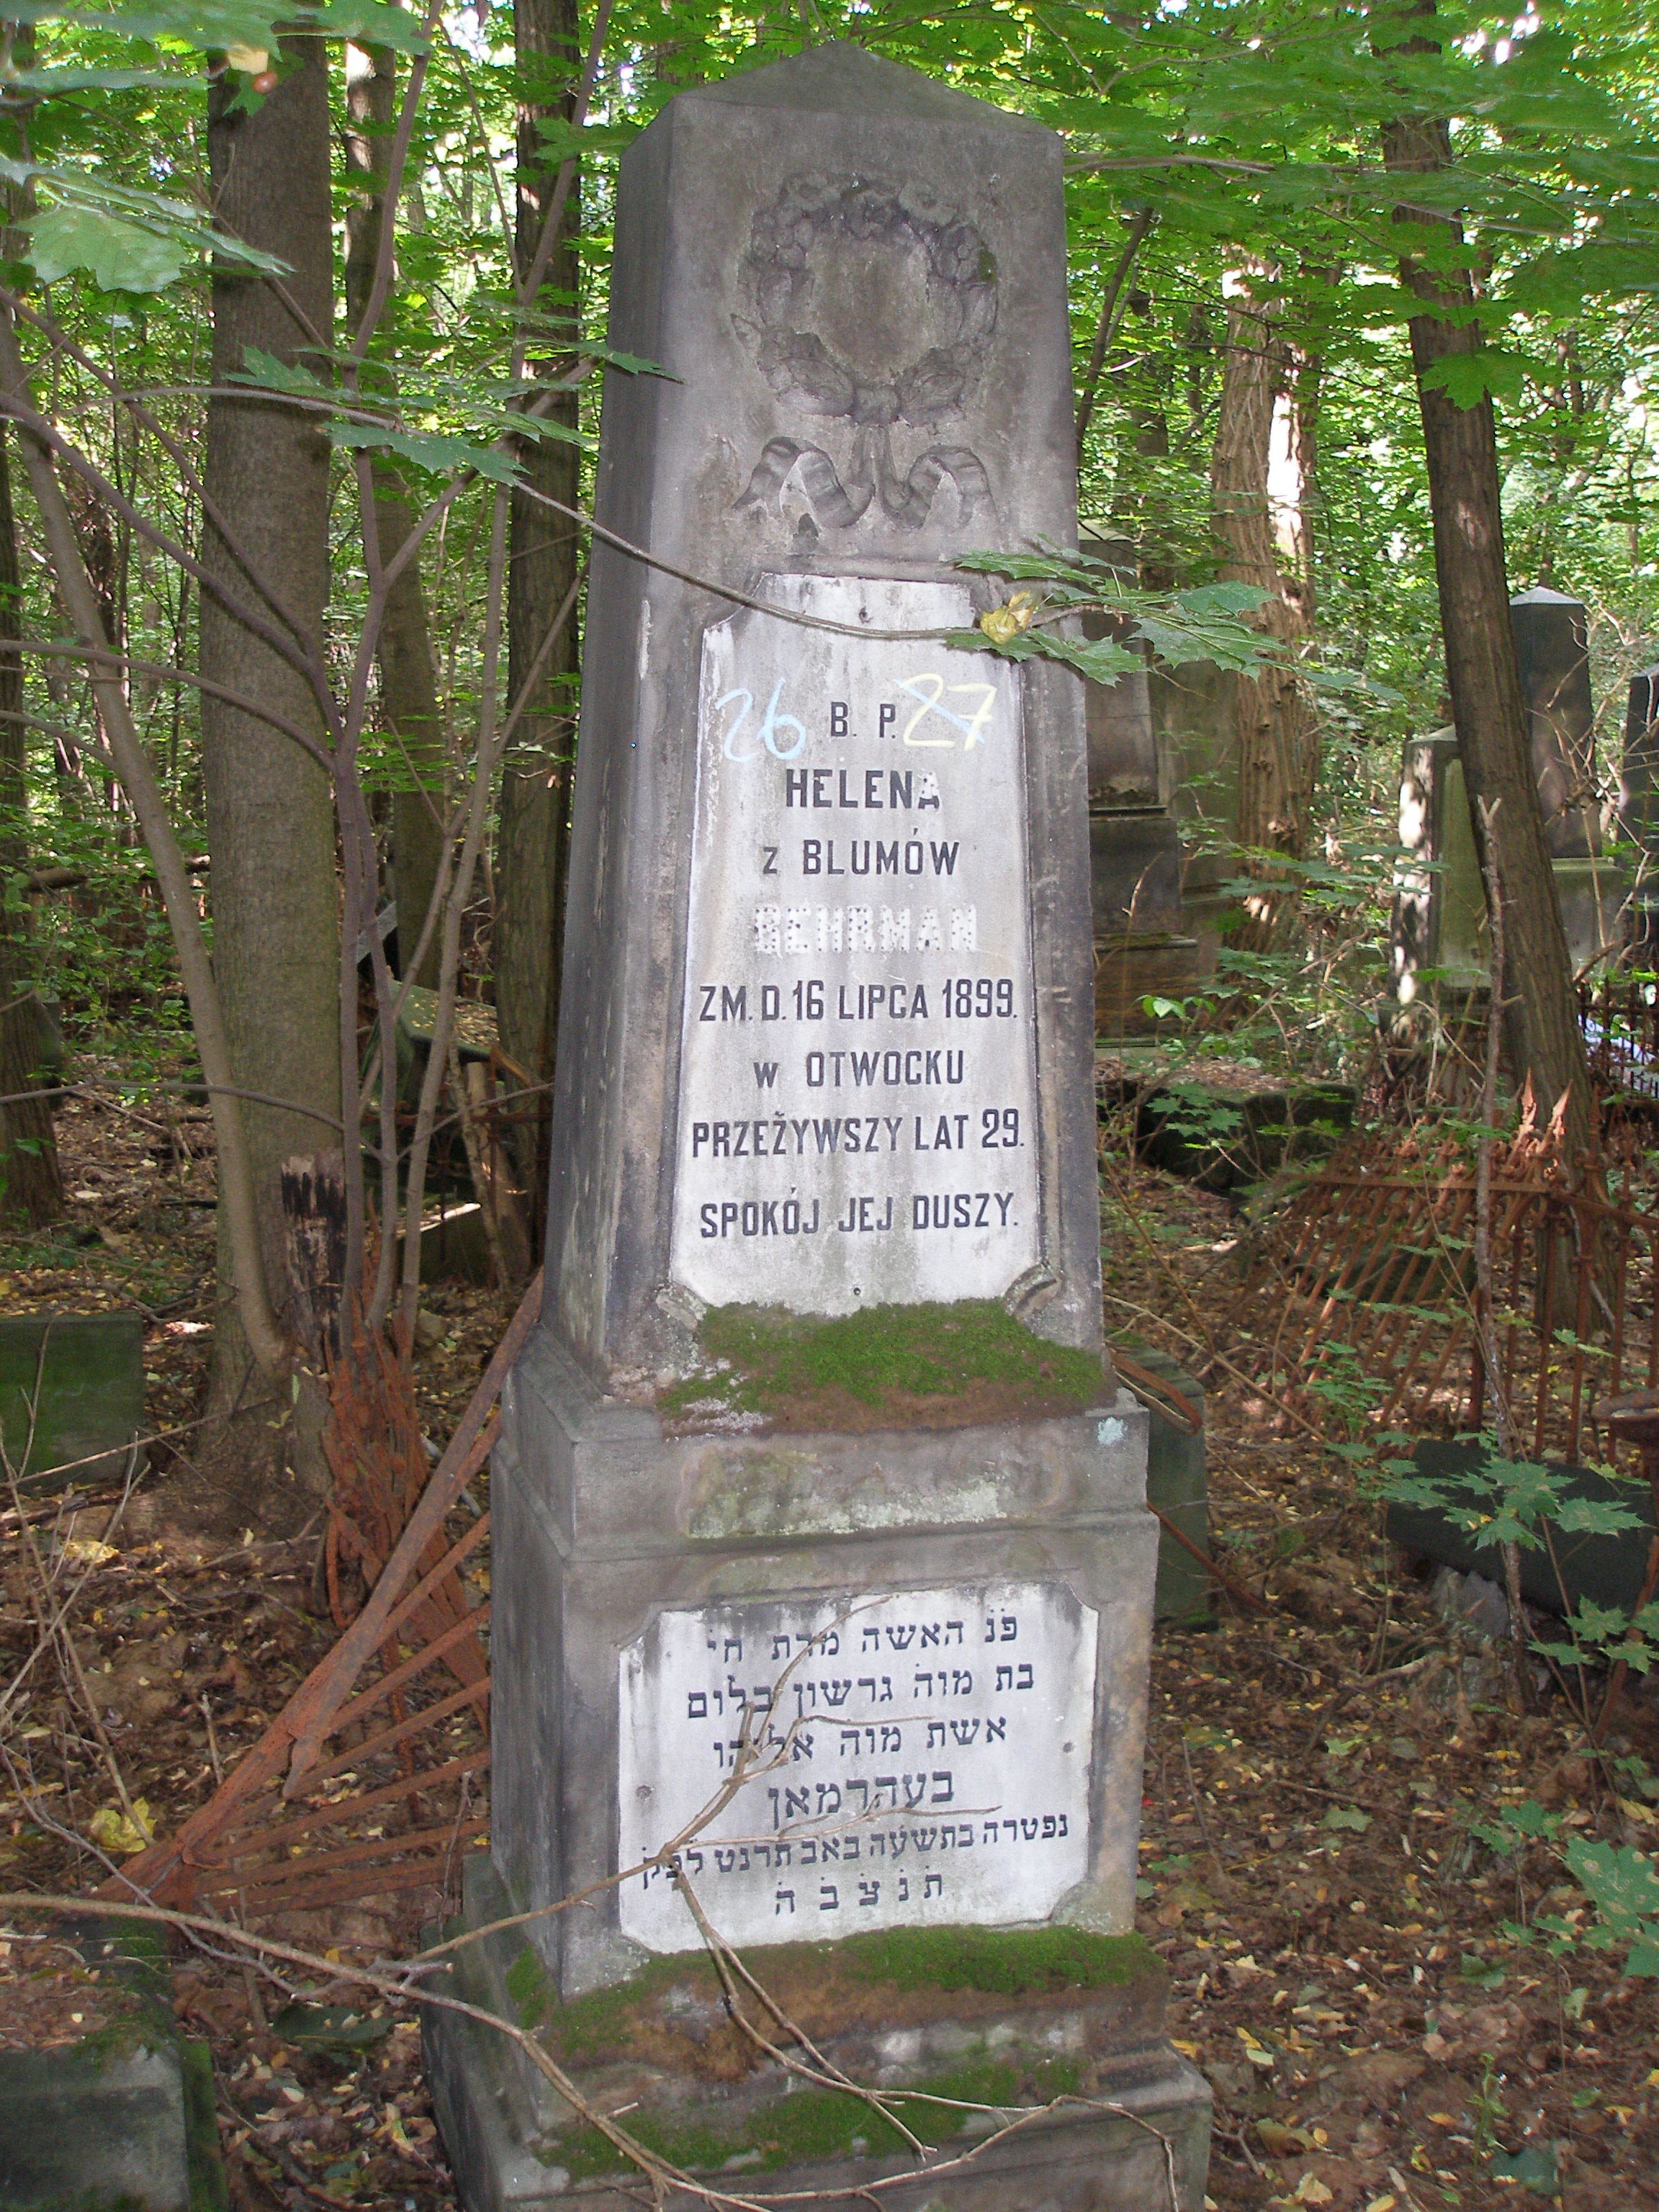 26 B. P. 27
HELENA
z BLUMÓW
BEHRMAN
ZM. D. 16 LIPCA 1899.
w OTWOCKU
PRZEŻYWSZY LAT 29.
SPOKÓJ JEJ DUSZY.
פנ האשה מרת חי
בת מוה גרשון בלום
אשת מוה אליהו
בעהרמאן
נפטרה בתשעה באב תרנט לפק
ת נ צ ב ה